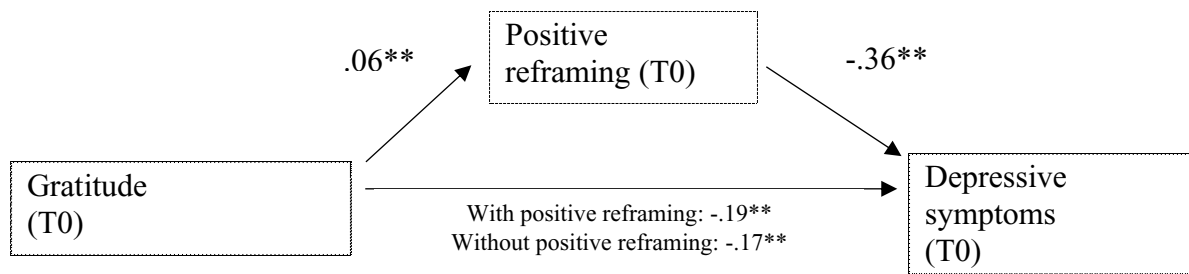 Positive
reframing (T0)
.06**
-.36**
Gratitude
(T0)
With positive reframing: -.19**
Without positive reframing: -.17**
Depressive
symptoms
(T0)